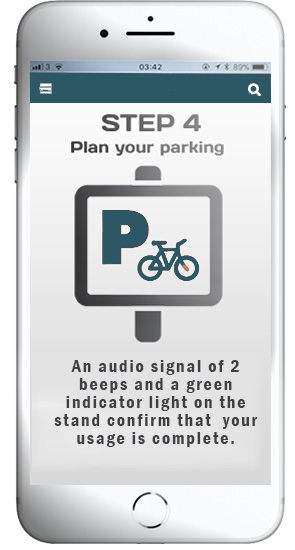 3 03:42 89%
STEP 4
Plan your parking
P
An audio signal of 2
beeps and a green
indicator light on the
stand confirm that your
usage is complete.